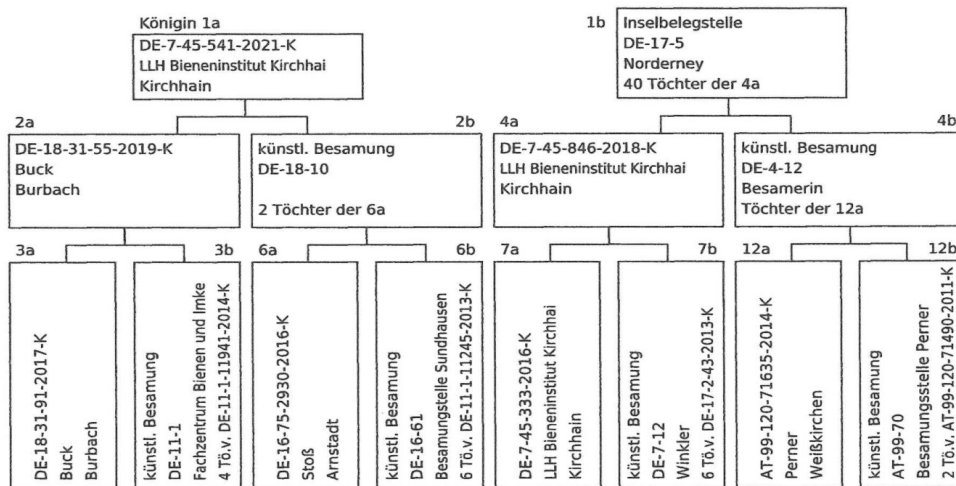 Königin 1a
DE-7-45-541-2021-K
LLH Bieneninstitut Kirchhai
Kirchhain
1b
Inselbelegstelle
DE-17-5
Norderney
40 Töchter der 4a
2a
DE-18-31-55-2019-K
Buck
Burbach
2b
künstl. Besamung
DE-18-10
2 Töchter der 6a
4a
DE-7-45-846-2018-K
LLH Bieneninstitut Kirchhai
Kirchhain
4b
künstl. Besamung
DE-4-12
Besamerin
Töchter der 12a
3a
DE-18-31-91-2017-K
Buck
Burbach
3b
künstl. Besamung
DE-11-1
Fachzentrum Bienen und Imke
4 Tö.v. DE-11-1-11941-2014-K
6a
DE-16-75-2930-2016-K
Stoß
Arnstadt
6b
künstl. Besamung
DE-16-61
Besamungstelle Sundhausen
6 Tö.v. DE-11-1-11245-2013-K
7a
DE-7-45-333-2016-K
LLH Bieneninstitut Kirchhai
Kirchhain
7b
künstl. Besamung
DE-7-12
Winkler
6 Tö.v. DE-17-2-43-2013-K
12a
AT-99-120-71635-2014-K
Perner
Weißkirchen
12b
künstl. Besamung
AT-99-70
Besamungsstelle Perner
2 Tö.v. AT-99-120-71490-2011-K